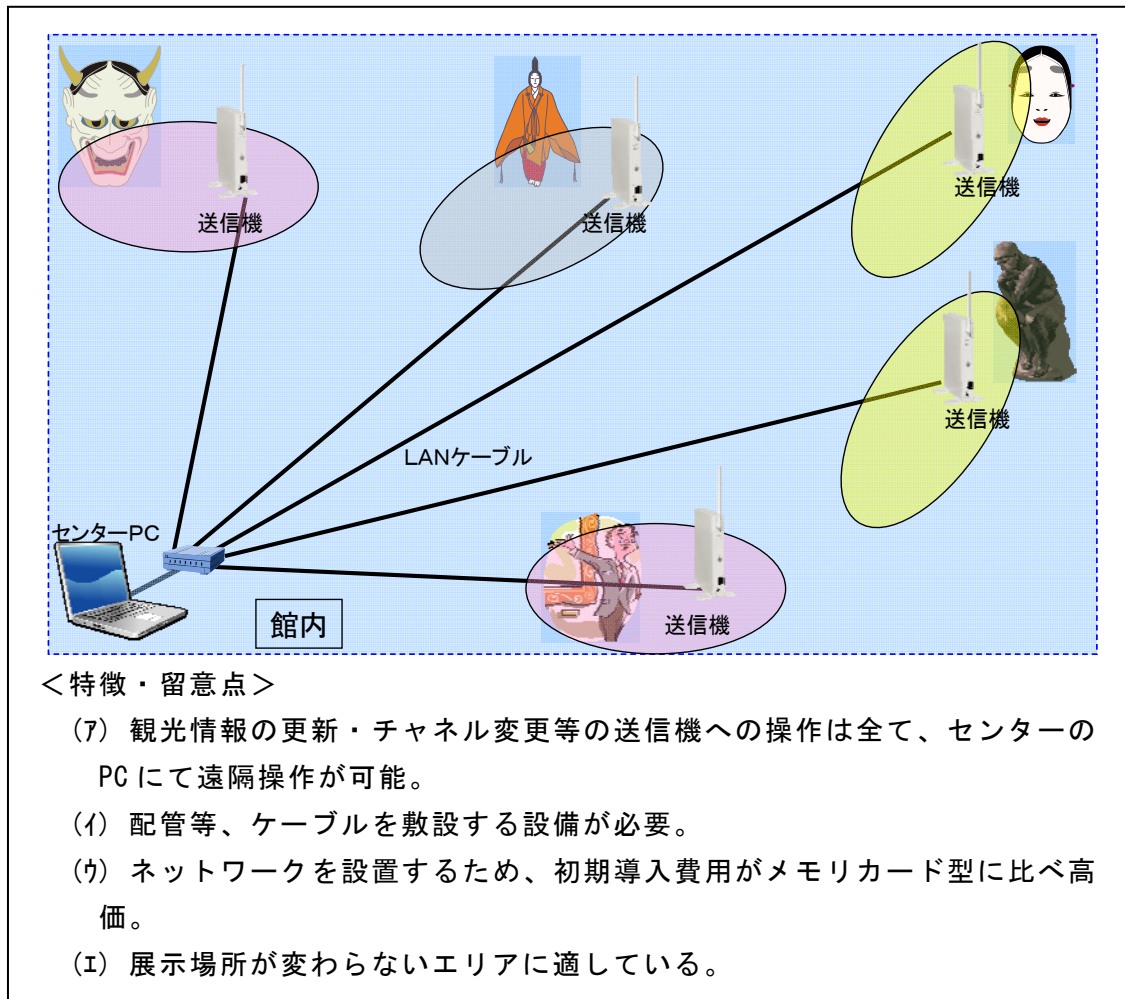 送信機
送信機
送信機
送信機
LANケーブル
センターPC
館内
送信機
＜特徴・留意点＞
(ｱ) 観光情報の更新・チャネル変更等の送信機への操作は全て、センターの
PCにて遠隔操作が可能。
(ｲ) 配管等、ケーブルを敷設する設備が必要。
(ｳ) ネットワークを設置するため、初期導入費用がメモリカード型に比べ高
価。
(ｴ) 展示場所が変わらないエリアに適している。